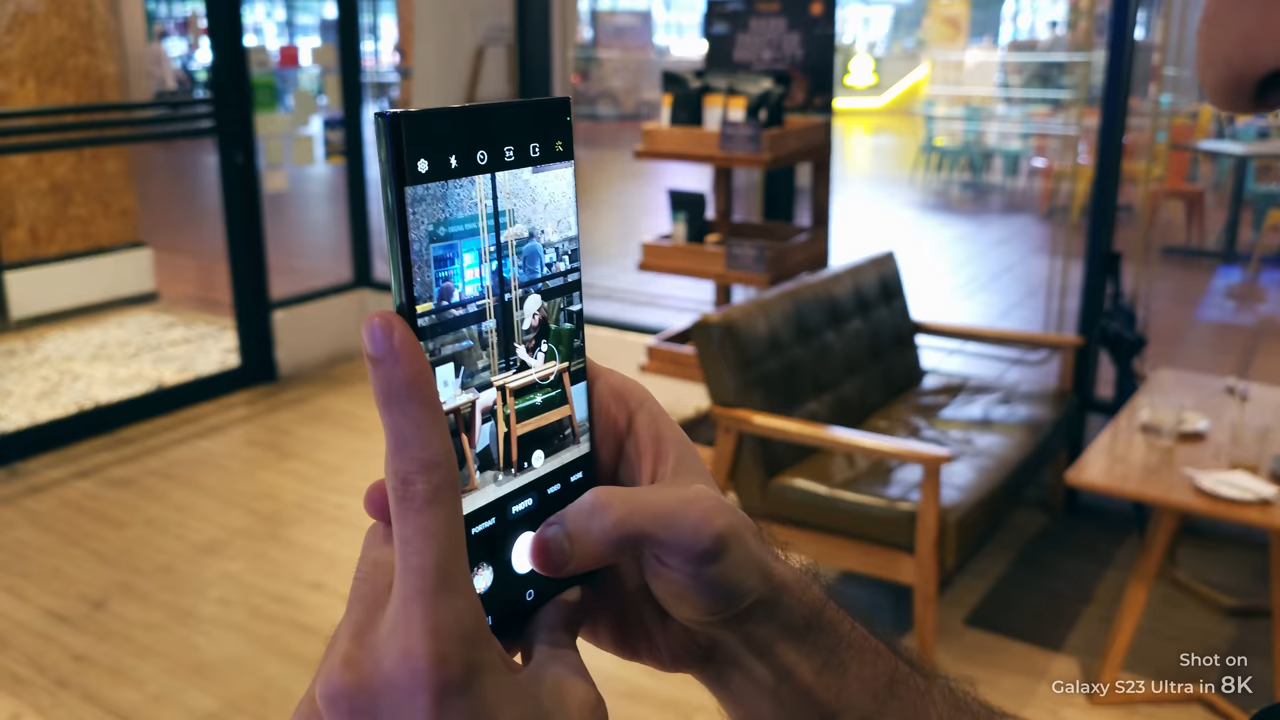 PORTRAIT
PHOTO
VIDEO
MORE
Shot on
Galaxy S23 Ultra in 8K